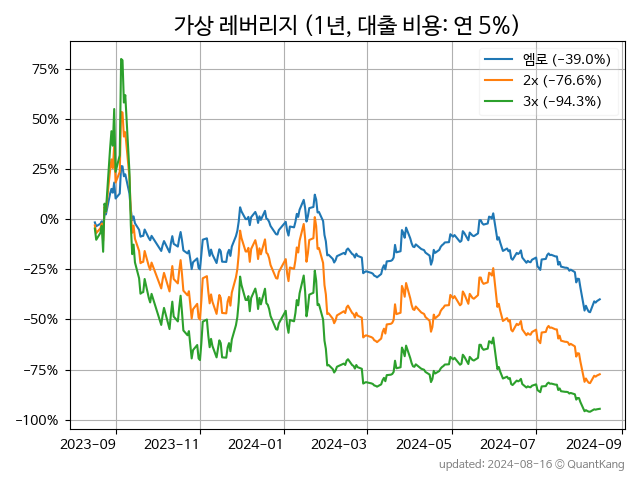 가상 레버리지 (1년, 대출 비용: 연 5%)
엠로 (−39.0%)
2x (−76.6%)
3x (−94.3%)
75%
50%
25%
0%
−25%
−50%
−75%
−100%
2023-09 2023-11 2024-01 2024-03 2024-05 2024-07 2024-09
updated: 2024-08-16 © QuantKang